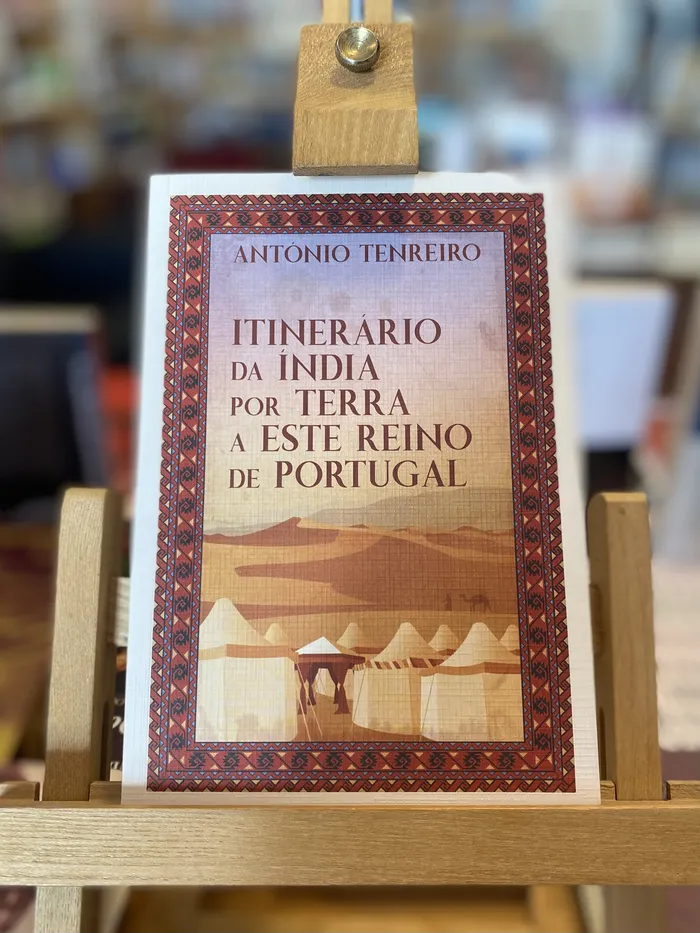 ANTÓNIO TENREIRO
ITINERÁRIO
DA ÍNDIA
POR TERRA
A ESTE REINO
DE PORTUGAL